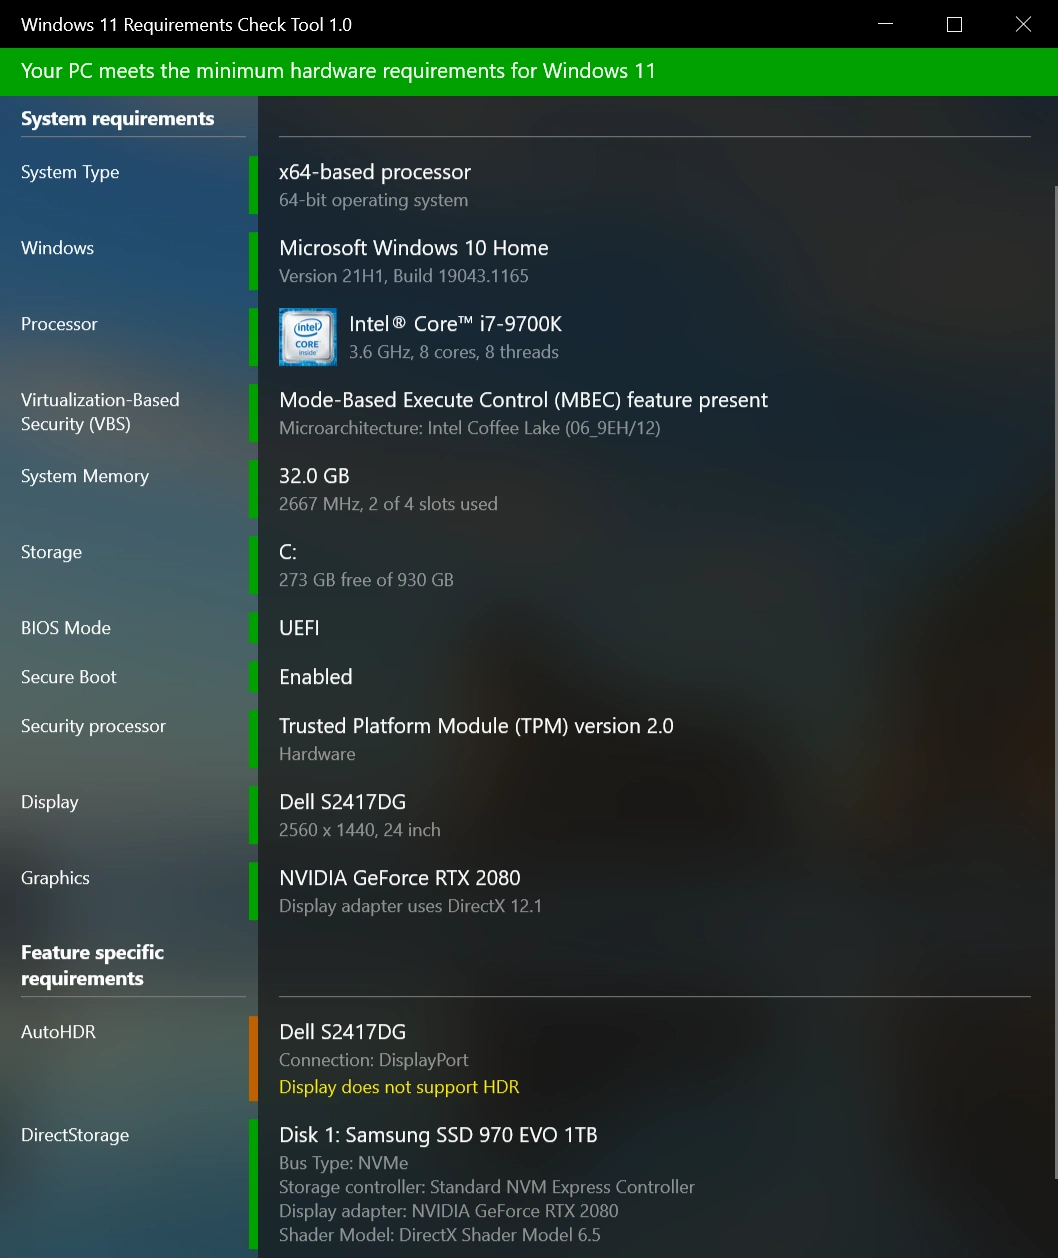 Windows 11 Requirements Check Tool 1.0
Your PC meets the minimum hardware requirements for Windows 11
System requirements
System Type
x64-based processor
64-bit operating system
Windows
Microsoft Windows 10 Home
Version 21H1, Build 19043.1165
Processor
intel
CORE
inside
Intel® Core™ i7-9700K
3.6 GHz, 8 cores, 8 threads
Virtualization-Based
Security (VBS)
Mode-Based Execute Control (MBEC) feature present
Microarchitecture: Intel Coffee Lake (06_9EH/12)
System Memory
32.0 GB
2667 MHz, 2 of 4 slots used
Storage
C:
273 GB free of 930 GB
BIOS Mode
UEFI
Secure Boot
Enabled
Security processor
Trusted Platform Module (TPM) version 2.0
Hardware
Display
Dell S2417DG
2560 x 1440, 24 inch
Graphics
NVIDIA GeForce RTX 2080
Display adapter uses DirectX 12.1
Feature specific
requirements
AutoHDR
Dell S2417DG
Connection: DisplayPort
Display does not support HDR
DirectStorage
Disk 1: Samsung SSD 970 EVO 1TB
Bus Type: NVMe
Storage controller: Standard NVM Express Controller
Display adapter: NVIDIA GeForce RTX 2080
Shader Model: DirectX Shader Model 6.5